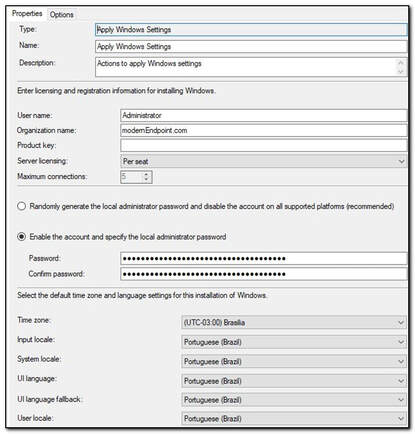 Properties Options
Type: Apply Windows Settings
Name: Apply Windows Settings
Description: Actions to apply Windows settings
Enter licensing and registration information for installing Windows.
User name: Administrator
Organization name: modernEndpoint.com
Product key:
Server licensing: Per seat
Maximum connections: 5
Randomly generate the local administrator password and disable the account on all supported platforms (recommended)
Enable the account and specify the local administrator password
Password:
Confirm password:
Select the default time zone and language settings for this installation of Windows.
Time zone: (UTC-03:00) Brasilia
Input locale: Portuguese (Brazil)
System locale: Portuguese (Brazil)
UI language: Portuguese (Brazil)
UI language fallback: Portuguese (Brazil)
User locale: Portuguese (Brazil)